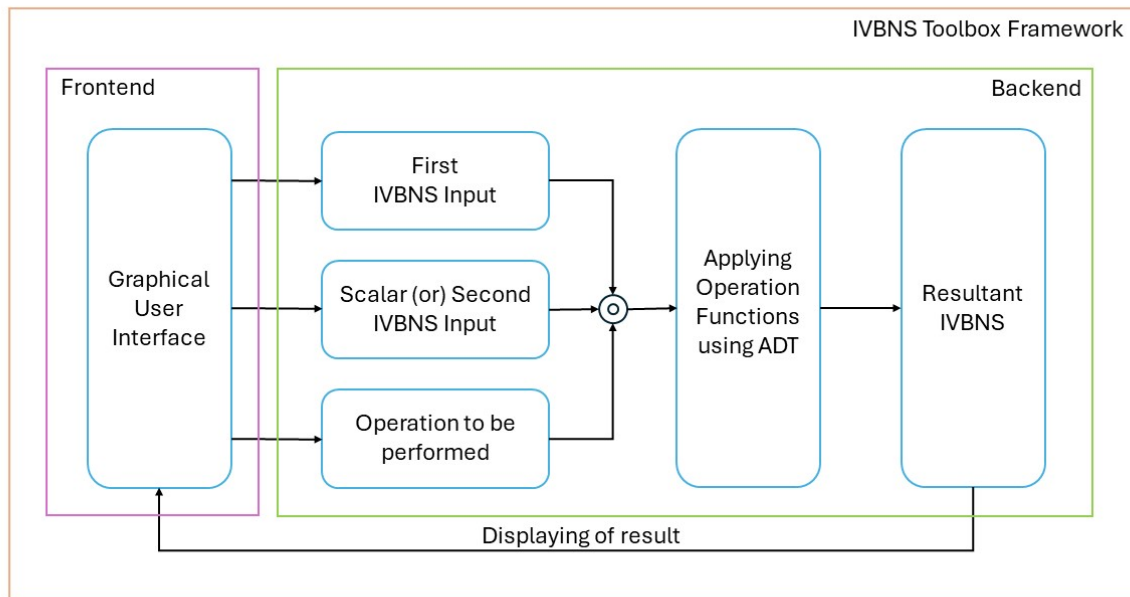 IVBNS Toolbox Framework
Frontend
Backend
Graphical
User
Interface
First
IVBNS Input
Scalar (or) Second
IVBNS Input
Operation to be
performed
Applying
Operation
Functions
using ADT
Resultant
IVBNS
Displaying of result